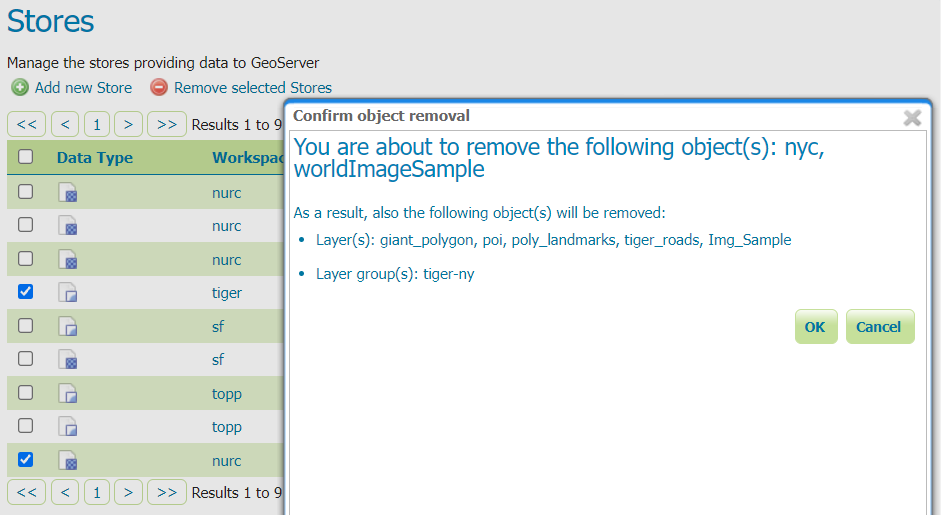 Stores
Manage the stores providing data to GeoServer
Add new Store Remove selected Stores
<< < 1 > >> Results 1 to 9
Confirm object removal
You are about to remove the following object(s): nyc,
worldImageSample
As a result, also the following object(s) will be removed:
• Layer(s): giant_polygon, poi, poly_landmarks, tiger_roads, Img_Sample
• Layer group(s): tiger-ny
OK Cancel
Data Type Workspac
nurc
nurc
nurc
tiger
sf
sf
topp
topp
nurc
<< < 1 > >> Results 1 to 9